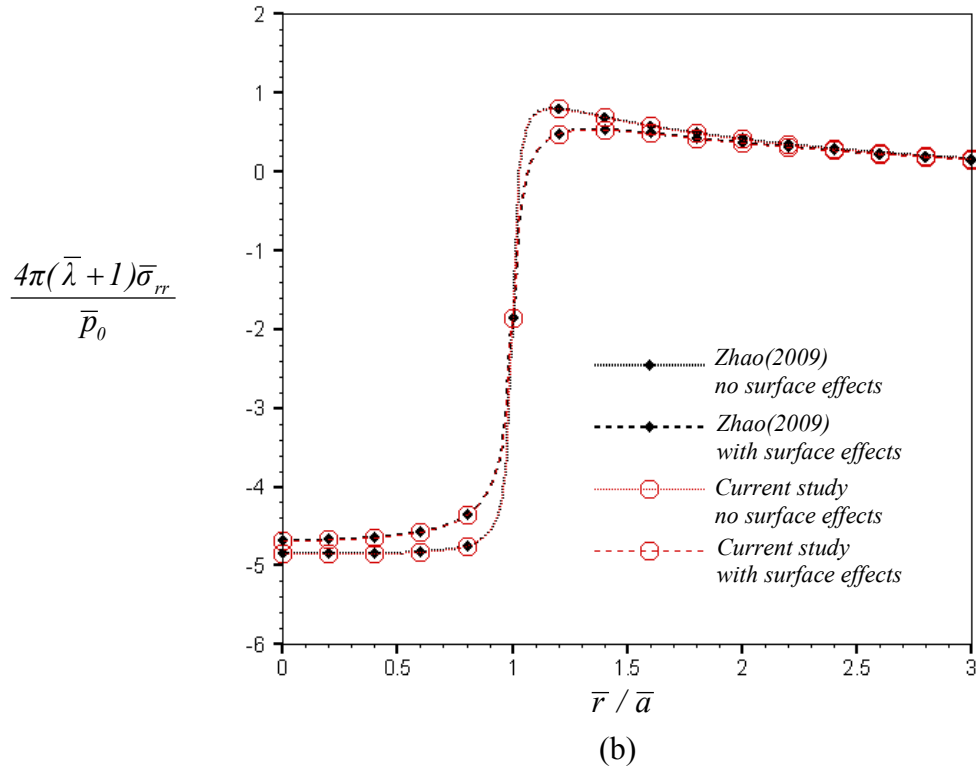 2
1
0
-1
-2
-3
-4
-5
-6
0 0.5 1 1.5 2 2.5 3
4π(λ̅+1)σ̅rr
p̅0
Zhao(2009)
no surface effects
Zhao(2009)
with surface effects
Current study
no surface effects
Current study
with surface effects
r̅ / a̅
(b)